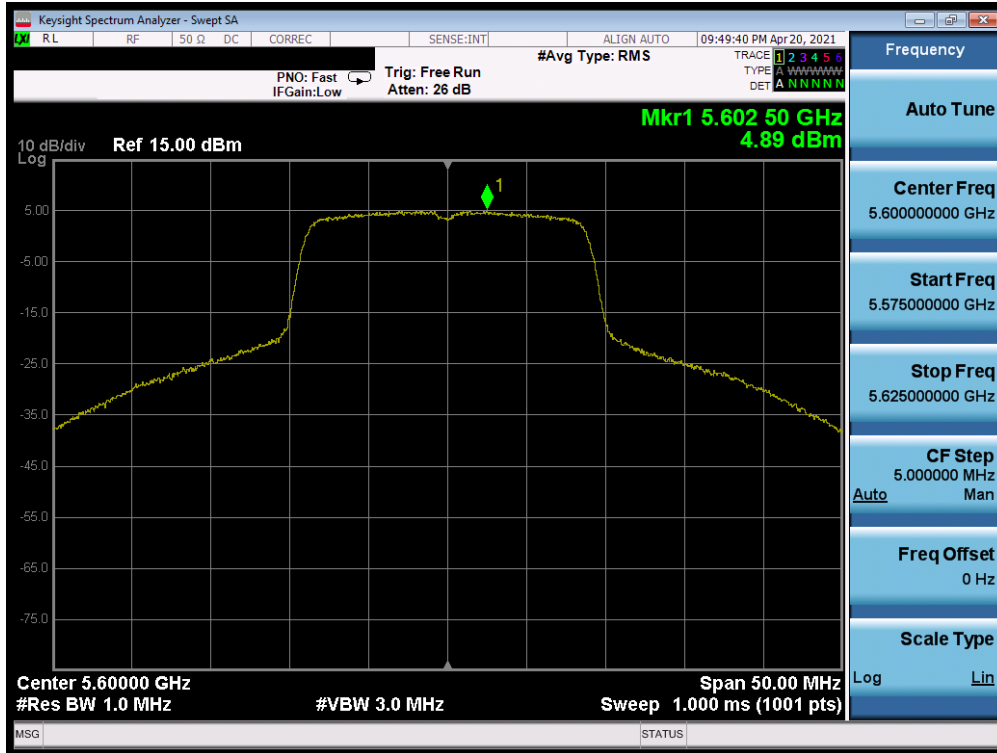 Keysight Spectrum Analyzer - Swept SA
LXI RL RF 50 Ω DC CORREC SENSE:INT ALIGN AUTO 09:49:40 PM Apr 20, 2021
PNO: Fast
IFGain:Low
Trig: Free Run
Atten: 26 dB
#Avg Type: RMS
TRACE 1 2 3 4 5 6
TYPE A WWWWW
DET A N N N N N
Mkr1 5.602 50 GHz
4.89 dBm
10 dB/div Ref 15.00 dBm
Log
1
5.00
-5.00
-15.0
-25.0
-35.0
-45.0
-55.0
-65.0
-75.0
Center 5.60000 GHz Span 50.00 MHz
#Res BW 1.0 MHz #VBW 3.0 MHz Sweep 1.000 ms (1001 pts)
MSG STATUS
Frequency
Auto Tune
Center Freq
5.600000000 GHz
Start Freq
5.575000000 GHz
Stop Freq
5.625000000 GHz
CF Step
5.000000 MHz
Auto Man
Freq Offset
0 Hz
Scale Type
Log Lin